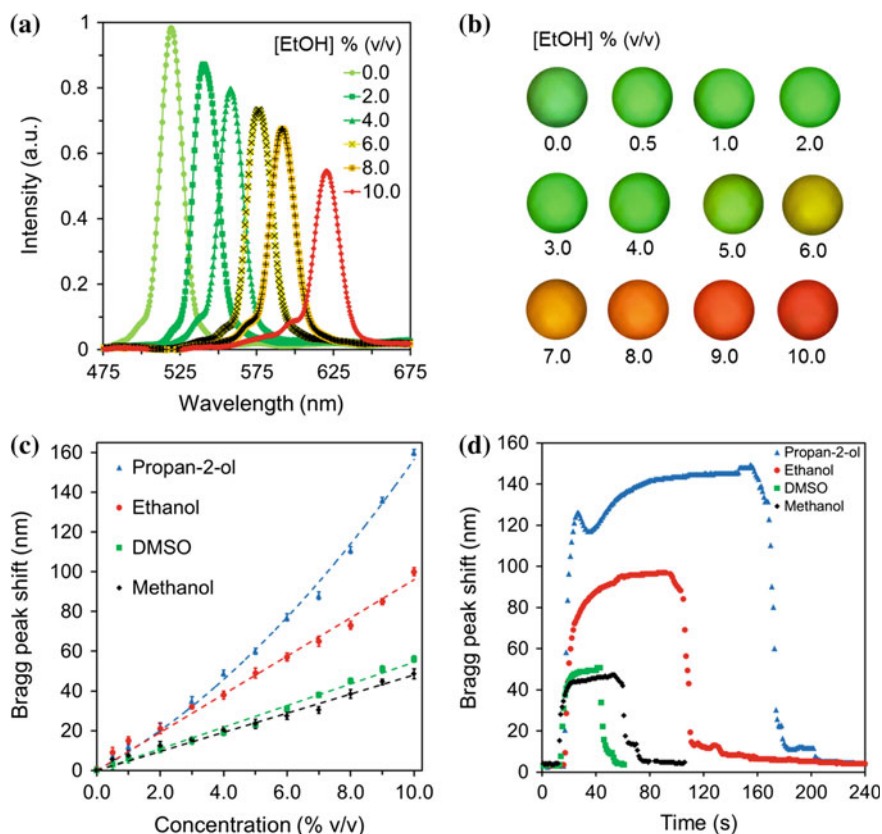 (a)
[EtOH] % (v/v)
0.0
2.0
4.0
6.0
8.0
10.0
Intensity (a.u.)
1
0.8
0.6
0.4
0.2
0
475
525
575
625
675
Wavelength (nm)
(b)
[EtOH] % (v/v)
0.0 0.5 1.0 2.0
3.0 4.0 5.0 6.0
7.0 8.0 9.0 10.0
(c)
Propan-2-ol
Ethanol
DMSO
Methanol
Bragg peak shift (nm)
160
140
120
100
80
60
40
20
0
0.0 2.0 4.0 6.0 8.0 10.0
Concentration (% v/v)
(d)
Propan-2-ol
Ethanol
DMSO
Methanol
Bragg peak shift (nm)
160
140
120
100
80
60
40
20
0
0 40 80 120 160 200 240
Time (s)